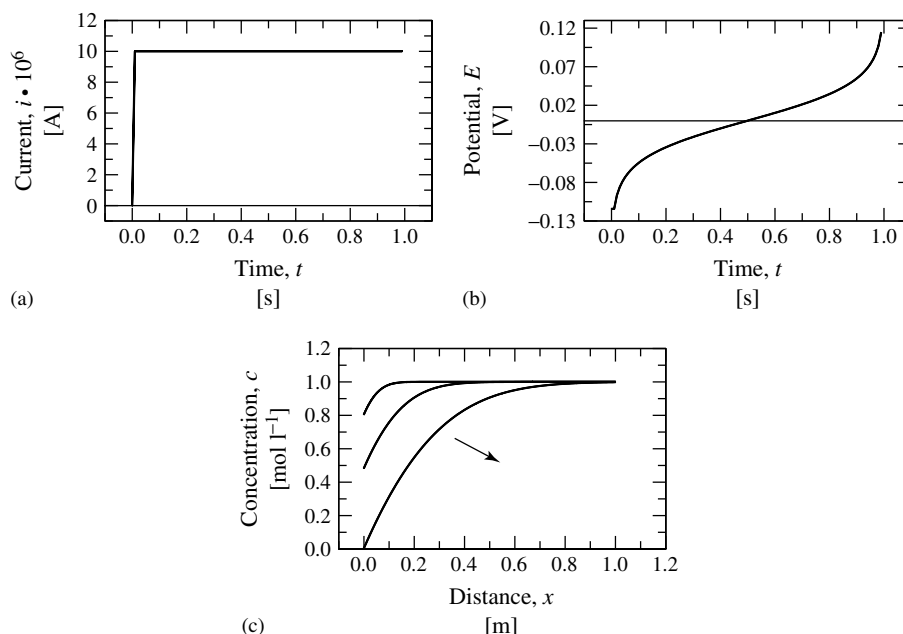 12
10
8
6
4
2
0
Current, i • 10⁶
[A]
0.0 0.2 0.4 0.6 0.8 1.0
Time, t
(a) [s]
0.12
0.07
0.02
−0.03
−0.08
−0.13
Potential, E
[V]
0.0 0.2 0.4 0.6 0.8 1.0
Time, t
(b) [s]
1.2
1.0
0.8
0.6
0.4
0.2
0.0
Concentration, c
[mol l⁻¹]
0.0 0.2 0.4 0.6 0.8 1.0 1.2
Distance, x
(c) [m]